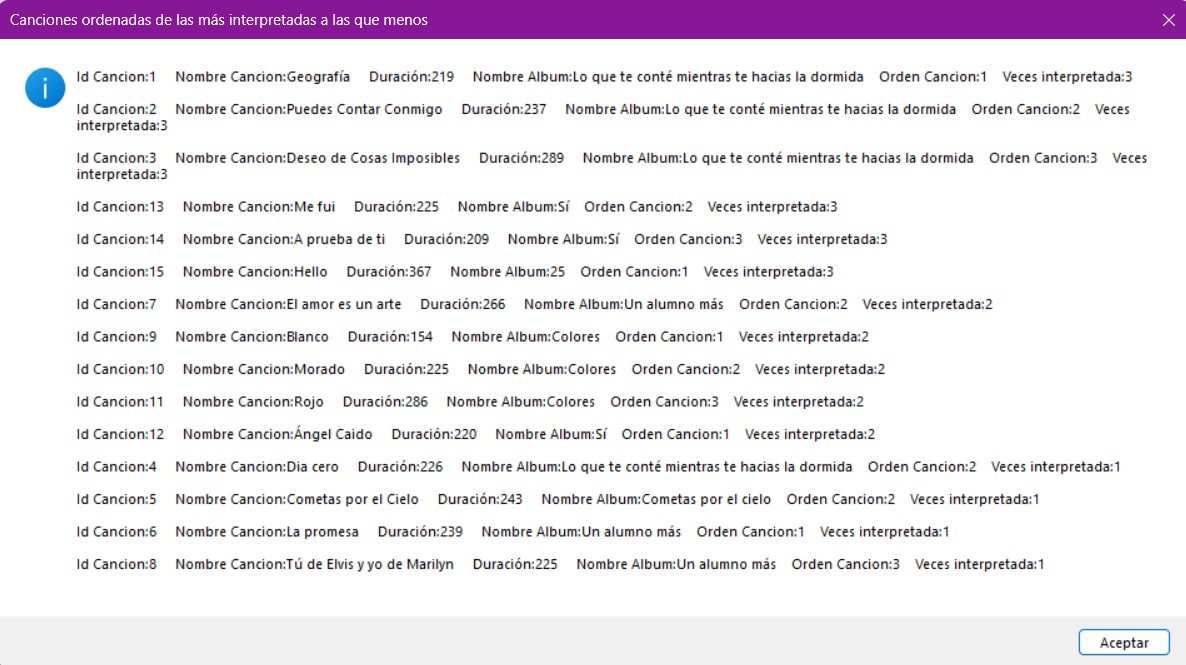 Canciones ordenadas de las más interpretadas a las que menos
Id Cancion:1 Nombre Cancion:Geografía Duración:219 Nombre Album:Lo que te conté mientras te hacias la dormida Orden Cancion:1 Veces interpretada:3
Id Cancion:2 Nombre Cancion:Puedes Contar Conmigo Duración:237 Nombre Album:Lo que te conté mientras te hacias la dormida Orden Cancion:2 Veces
interpretada:3
Id Cancion:3 Nombre Cancion:Deseo de Cosas Imposibles Duración:289 Nombre Album:Lo que te conté mientras te hacias la dormida Orden Cancion:3 Veces
interpretada:3
Id Cancion:13 Nombre Cancion:Me fui Duración:225 Nombre Album:Sí Orden Cancion:2 Veces interpretada:3
Id Cancion:14 Nombre Cancion:A prueba de ti Duración:209 Nombre Album:Sí Orden Cancion:3 Veces interpretada:3
Id Cancion:15 Nombre Cancion:Hello Duración:367 Nombre Album:25 Orden Cancion:1 Veces interpretada:3
Id Cancion:7 Nombre Cancion:El amor es un arte Duración:266 Nombre Album:Un alumno más Orden Cancion:2 Veces interpretada:2
Id Cancion:9 Nombre Cancion:Blanco Duración:154 Nombre Album:Colores Orden Cancion:1 Veces interpretada:2
Id Cancion:10 Nombre Cancion:Morado Duración:225 Nombre Album:Colores Orden Cancion:2 Veces interpretada:2
Id Cancion:11 Nombre Cancion:Rojo Duración:286 Nombre Album:Colores Orden Cancion:3 Veces interpretada:2
Id Cancion:12 Nombre Cancion:Ángel Caido Duración:220 Nombre Album:Sí Orden Cancion:1 Veces interpretada:2
Id Cancion:4 Nombre Cancion:Dia cero Duración:226 Nombre Album:Lo que te conté mientras te hacias la dormida Orden Cancion:2 Veces interpretada:1
Id Cancion:5 Nombre Cancion:Cometas por el Cielo Duración:243 Nombre Album:Cometas por el cielo Orden Cancion:2 Veces interpretada:1
Id Cancion:6 Nombre Cancion:La promesa Duración:239 Nombre Album:Un alumno más Orden Cancion:1 Veces interpretada:1
Id Cancion:8 Nombre Cancion:Tú de Elvis y yo de Marilyn Duración:225 Nombre Album:Un alumno más Orden Cancion:3 Veces interpretada:1
Aceptar